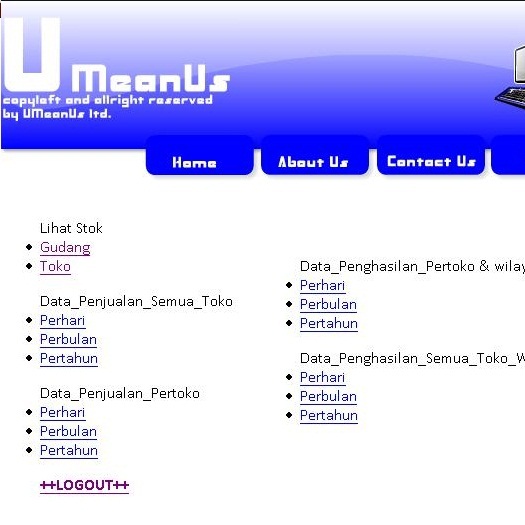 UMeanUs
copyleft and allright reserved
by UMeanUs ltd.
Home
About Us
Contact Us
Lihat Stok
Gudang
Toko
Data_Penjualan_Semua_Toko
Perhari
Perbulan
Pertahun
Data_Penjualan_Pertoko
Perhari
Perbulan
Pertahun
++LOGOUT++
Data_Penghasilan_Pertoko & wilay
Perhari
Perbulan
Pertahun
Data_Penghasilan_Semua_Toko_W
Perhari
Perbulan
Pertahun